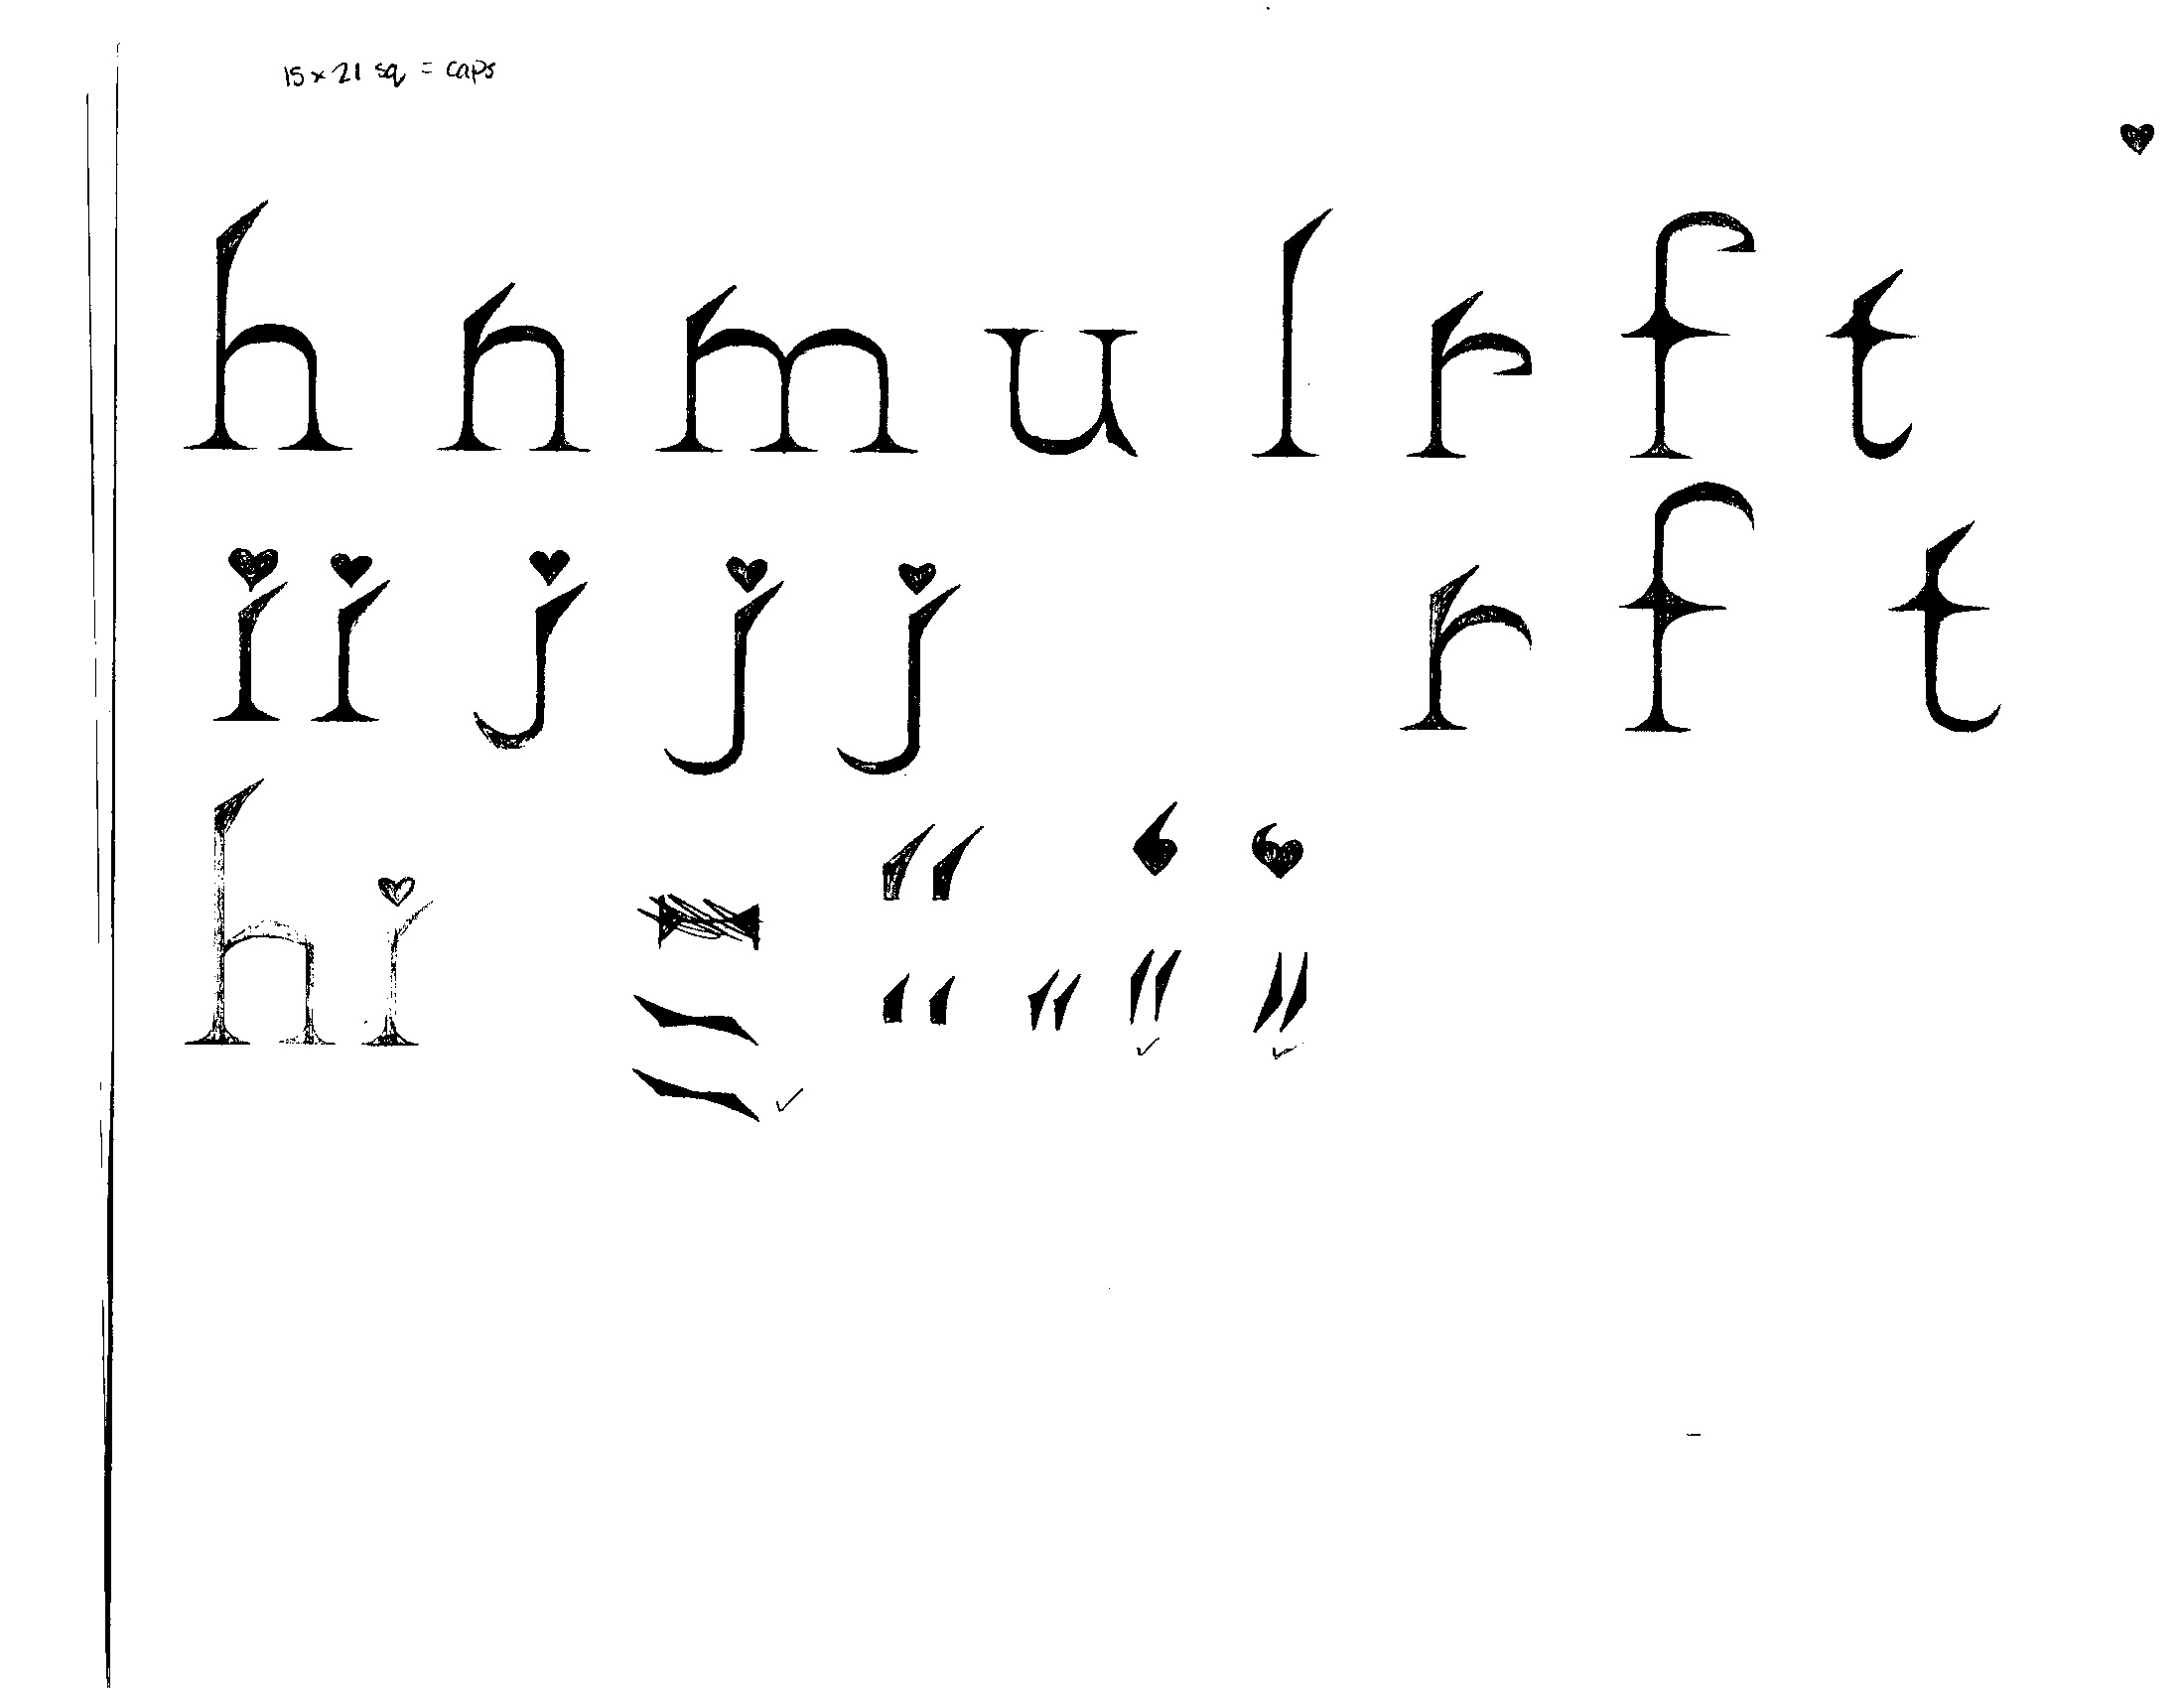 15 x 21 sq = caps
h n m u l r f t
i i j j j r f t
h i “ ‘ ‘
“ “ “ ”